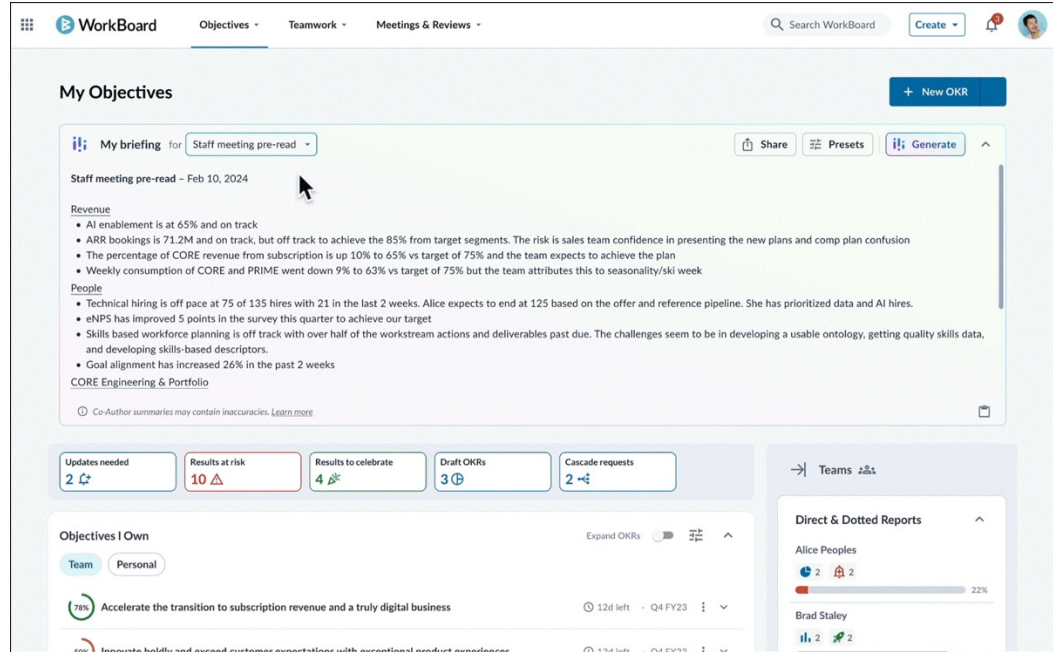 WorkBoard
Objectives
Teamwork
Meetings & Reviews
Search WorkBoard
Create
3
My Objectives
+ New OKR
My briefing for Staff meeting pre-read
Share
Presets
Generate
Staff meeting pre-read – Feb 10, 2024
Revenue
• AI enablement is at 65% and on track
• ARR bookings is 71.2M and on track, but off track to achieve the 85% from target segments. The risk is sales team confidence in presenting the new plans and comp plan confusion
• The percentage of CORE revenue from subscription is up 10% to 65% vs target of 75% and the team expects to achieve the plan
• Weekly consumption of CORE and PRIME went down 9% to 63% vs target of 75% but the team attributes this to seasonality/ski week
People
• Technical hiring is off pace at 75 of 135 hires with 21 in the last 2 weeks. Alice expects to end at 125 based on the offer and reference pipeline. She has prioritized data and AI hires.
• eNPS has improved 5 points in the survey this quarter to achieve our target
• Skills based workforce planning is off track with over half of the workstream actions and deliverables past due. The challenges seem to be in developing a usable ontology, getting quality skills data,
and developing skills-based descriptors.
• Goal alignment has increased 26% in the past 2 weeks
CORE Engineering & Portfolio
Co-Author summaries may contain inaccuracies. Learn more
Updates needed
2
Results at risk
10
Results to celebrate
4
Draft OKRs
3
Cascade requests
2
Teams
Objectives I Own
Expand OKRs
Team
Personal
78%
Accelerate the transition to subscription revenue and a truly digital business
12d left · Q4 FY23
Innovate boldly and exceed customer expectations with exceptional product experiences
12d left · Q4 FY23
Direct & Dotted Reports
Alice Peoples
2
2
22%
Brad Staley
2
2